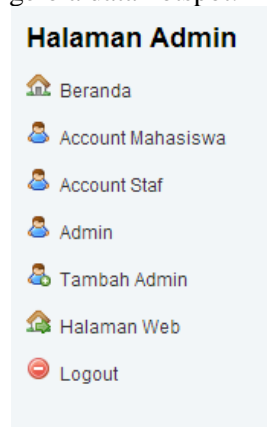 Halaman Admin
Beranda
Account Mahasiswa
Account Staf
Admin
Tambah Admin
Halaman Web
Logout